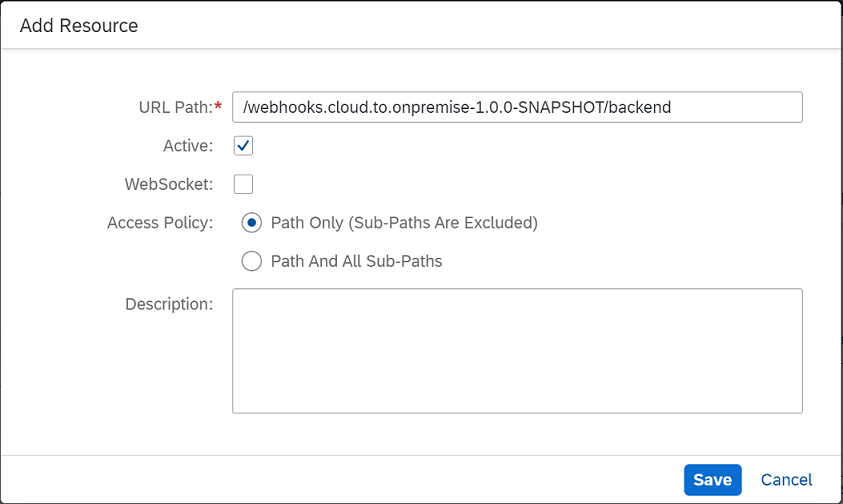 Add Resource
URL Path:* /webhooks.cloud.to.onpremise-1.0.0-SNAPSHOT/backend
Active:
WebSocket:
Access Policy: Path Only (Sub-Paths Are Excluded)
Path And All Sub-Paths
Description:
Save Cancel